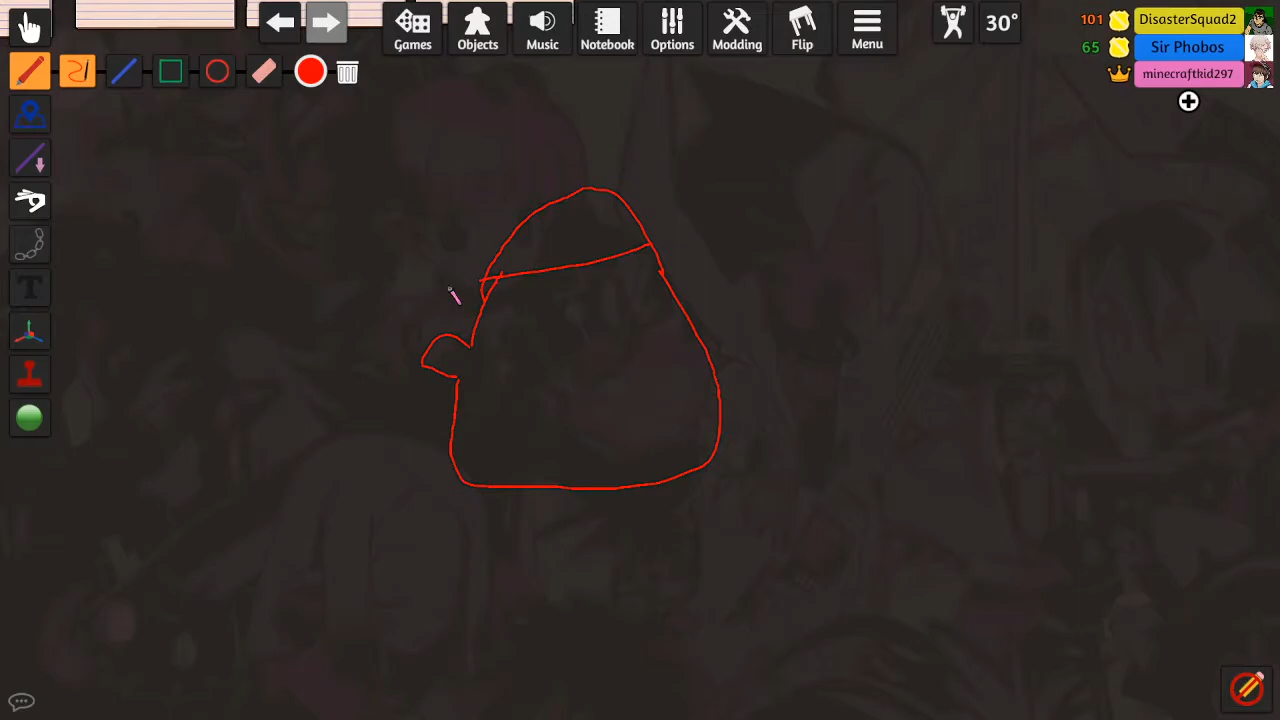 Games
Objects
Music
Notebook
Options
Modding
Flip
Menu
30°
101 DisasterSquad2
65 Sir Phobos
minecraftkid297
T